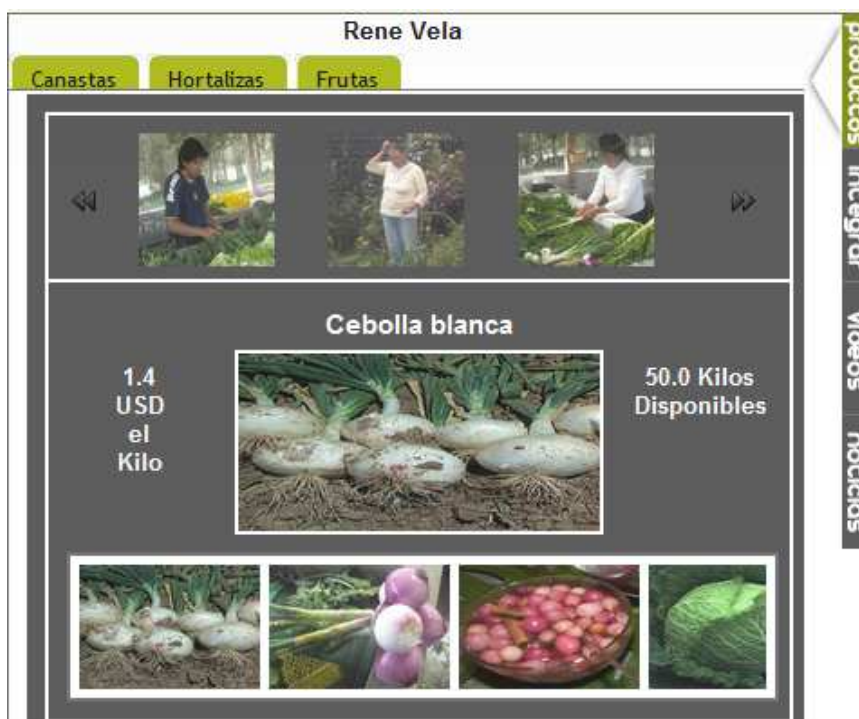 Rene Vela
Canastas
Hortalizas
Frutas
Cebolla blanca
1.4
USD
el
Kilo
50.0 Kilos
Disponibles
productos
integral
videos
noticias